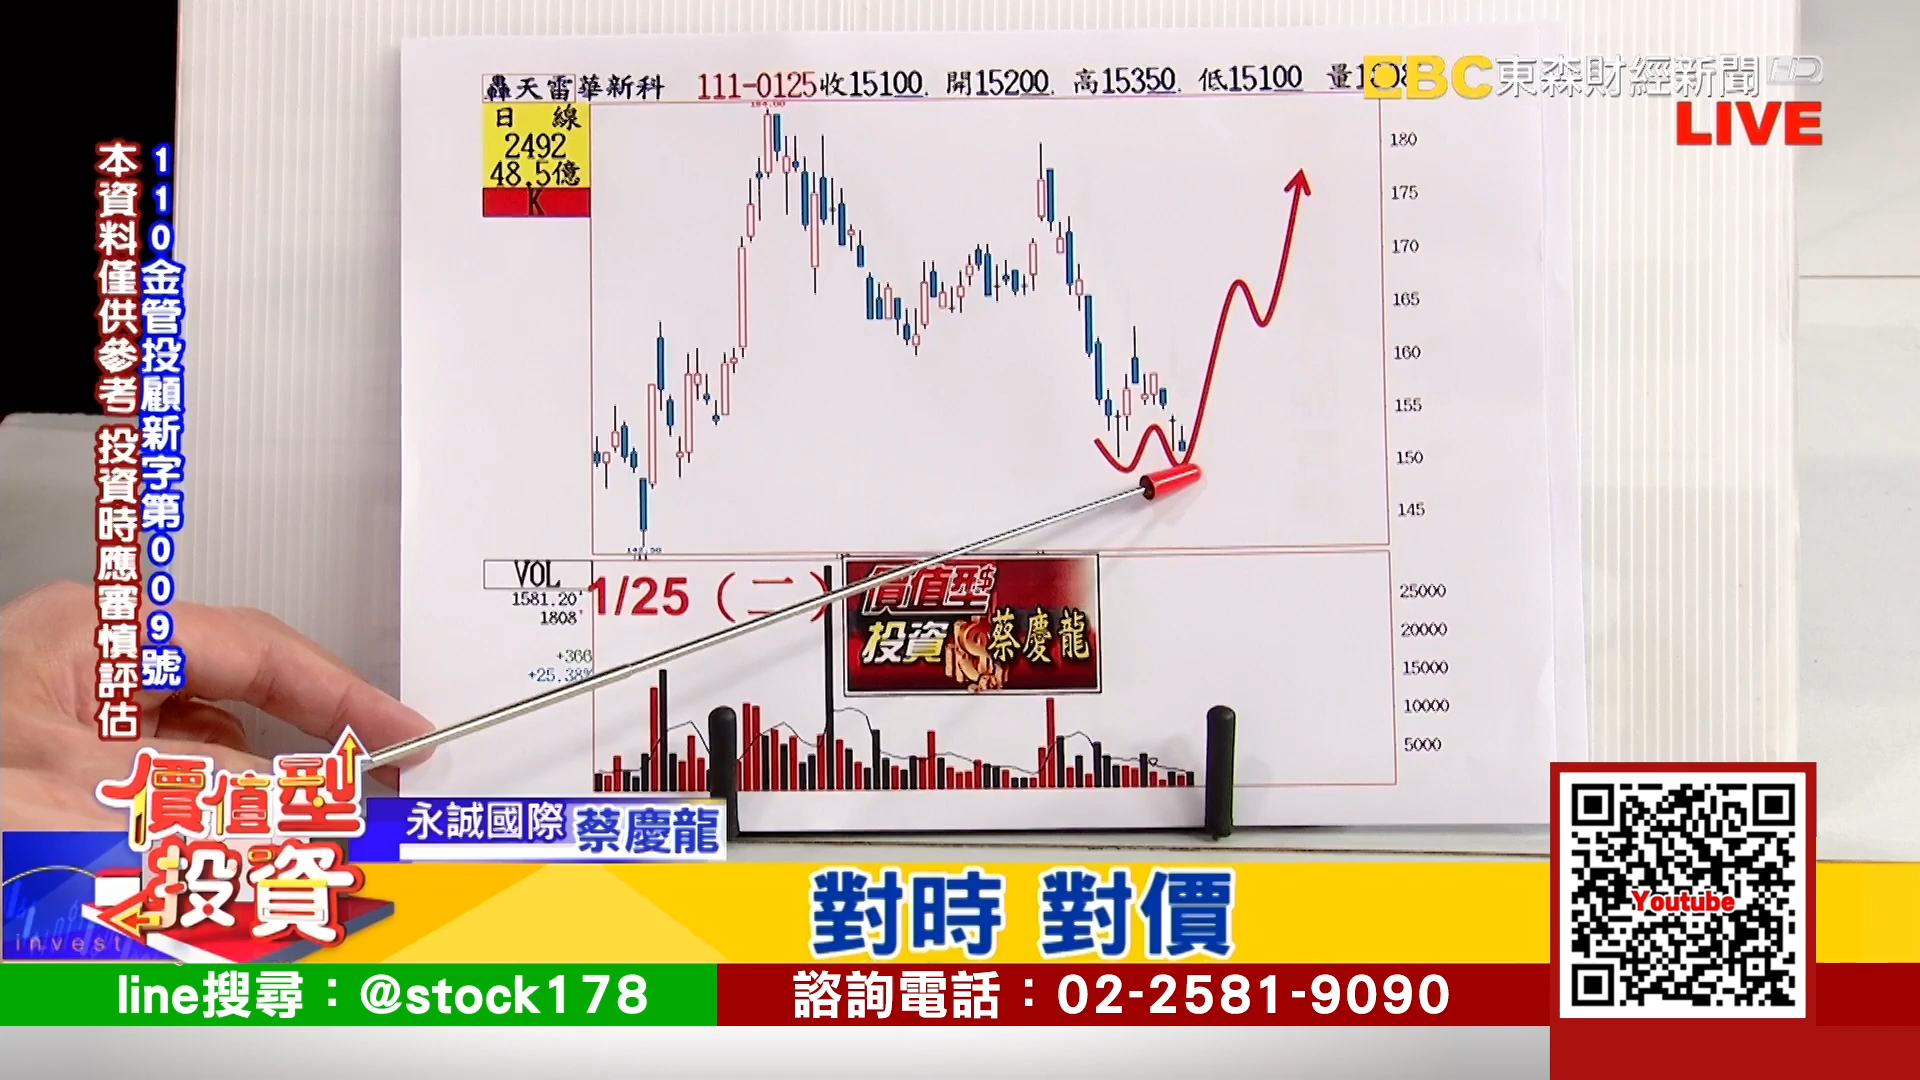 轟天雷華新科 111-0125收15100. 開15200. 高15350. 低15100 量
EBC東森財經新聞HD
LIVE
日 線
2492
48.5億
K
184.00
180
175
170
165
160
155
150
145
VOL
1581.20
1808
+366
+25.38%
1/25（二）
價值型$
投資
蔡慶龍
25000
20000
15000
10000
5000
110金管投顧新字第009號
本資料僅供參考 投資時應審慎評估
價值型
投資
invest
永誠國際 蔡慶龍
對時 對價
Youtube
line搜尋：@stock178
諮詢電話：02-2581-9090